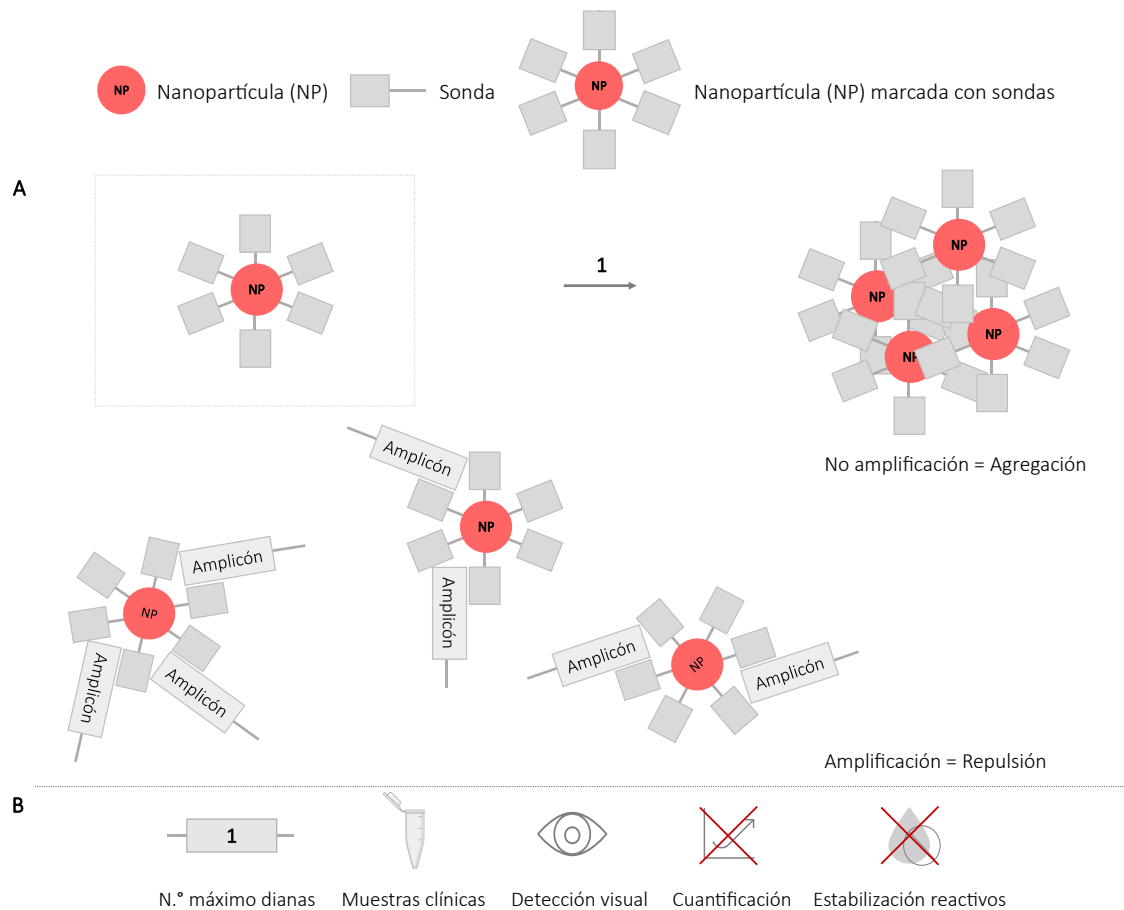 NP Nanopartícula (NP) Sonda NP Nanopartícula (NP) marcada con sondas
A
NP
1
NP
NP
NP
NP
No amplificación = Agregación
Amplicón
NP
Amplicón
Amplicón
NP
Amplicón
Amplicón
Amplicón
NP
Amplicón
Amplificación = Repulsión
B
1
N.° máximo dianas Muestras clínicas Detección visual Cuantificación Estabilización reactivos